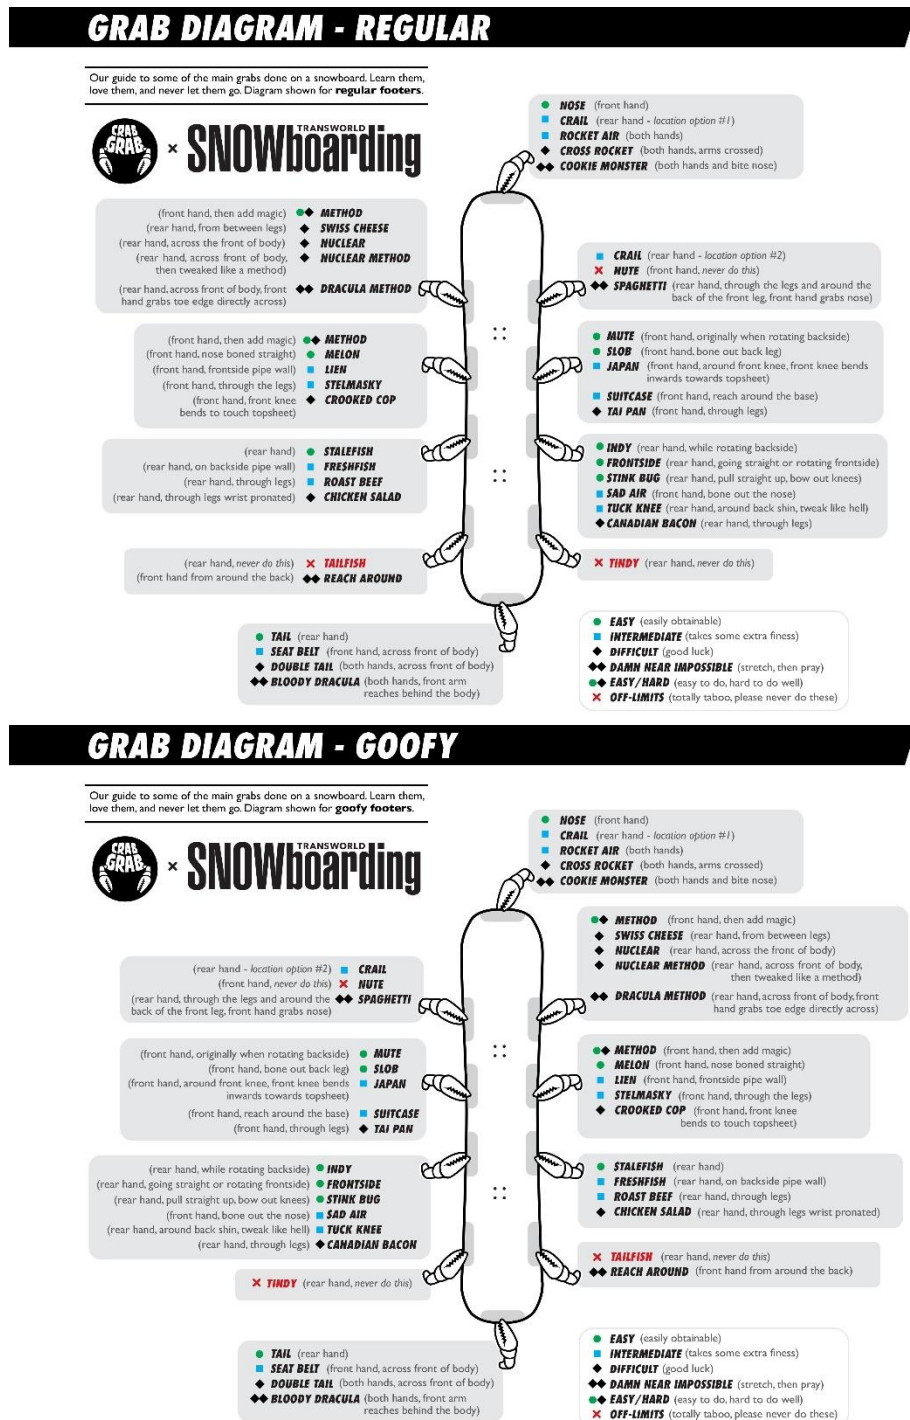 GRAB DIAGRAM - REGULAR
Our guide to some of the main grabs done on a snowboard. Learn them,
love them, and never let them go. Diagram shown for regular footers.
CRAB
GRAB
×
TRANSWORLD
SNOWboarding
NOSE (front hand)
CRAIL (rear hand - location option #1)
ROCKET AIR (both hands)
CROSS ROCKET (both hands, arms crossed)
COOKIE MONSTER (both hands and bite nose)
(front hand, then add magic) METHOD
(rear hand, from between legs) SWISS CHEESE
(rear hand, across the front of body) NUCLEAR
(rear hand, across front of body, NUCLEAR METHOD
then tweaked like a method)
(rear hand, across front of body, front DRACULA METHOD
hand grabs toe edge directly across)
CRAIL (rear hand - location option #2)
NUTE (front hand, never do this)
SPAGHETTI (rear hand, through the legs and around the
back of the front leg, front hand grabs nose)
(front hand, then add magic) METHOD
(front hand, nose boned straight) MELON
(front hand, frontside pipe wall) LIEN
(front hand, through the legs) STELMASKY
(front hand, front knee CROOKED COP
bends to touch topsheet)
MUTE (front hand, originally when rotating backside)
SLOB (front hand, bone out back leg)
JAPAN (front hand, around front knee, front knee bends
inwards towards topsheet)
SUITCASE (front hand, reach around the base)
TAI PAN (front hand, through legs)
(rear hand) STALEFISH
(rear hand, on backside pipe wall) FRESHFISH
(rear hand, through legs) ROAST BEEF
(rear hand, through legs wrist pronated) CHICKEN SALAD
INDY (rear hand, while rotating backside)
FRONTSIDE (rear hand, going straight or rotating frontside)
STINK BUG (rear hand, pull straight up, bow out knees)
SAD AIR (front hand, bone out the nose)
TUCK KNEE (rear hand, around back shin, tweak like hell)
CANADIAN BACON (rear hand, through legs)
(rear hand, never do this) TAILFISH
(front hand from around the back) REACH AROUND
TINDY (rear hand, never do this)
TAIL (rear hand)
SEAT BELT (front hand, across front of body)
DOUBLE TAIL (both hands, across front of body)
BLOODY DRACULA (both hands, front arm
reaches behind the body)
EASY (easily obtainable)
INTERMEDIATE (takes some extra finess)
DIFFICULT (good luck)
DAMN NEAR IMPOSSIBLE (stretch, then pray)
EASY/HARD (easy to do, hard to do well)
OFF-LIMITS (totally taboo, please never do these)
GRAB DIAGRAM - GOOFY
Our guide to some of the main grabs done on a snowboard. Learn them,
love them, and never let them go. Diagram shown for goofy footers.
CRAB
GRAB
×
TRANSWORLD
SNOWboarding
NOSE (front hand)
CRAIL (rear hand - location option #1)
ROCKET AIR (both hands)
CROSS ROCKET (both hands, arms crossed)
COOKIE MONSTER (both hands and bite nose)
(rear hand - location option #2) CRAIL
(front hand, never do this) NUTE
(rear hand, through the legs and around the SPAGHETTI
back of the front leg, front hand grabs nose)
METHOD (front hand, then add magic)
SWISS CHEESE (rear hand, from between legs)
NUCLEAR (rear hand, across the front of body)
NUCLEAR METHOD (rear hand, across front of body,
then tweaked like a method)
DRACULA METHOD (rear hand, across front of body, front
hand grabs toe edge directly across)
(front hand, originally when rotating backside) MUTE
(front hand, bone out back leg) SLOB
(front hand, around front knee, front knee bends JAPAN
inwards towards topsheet)
(front hand, reach around the base) SUITCASE
(front hand, through legs) TAI PAN
METHOD (front hand, then add magic)
MELON (front hand, nose boned straight)
LIEN (front hand, frontside pipe wall)
STELMASKY (front hand, through the legs)
CROOKED COP (front hand, front knee
bends to touch topsheet)
(rear hand, while rotating backside) INDY
(rear hand, going straight or rotating frontside) FRONTSIDE
(rear hand, pull straight up, bow out knees) STINK BUG
(front hand, bone out the nose) SAD AIR
(rear hand, around back shin, tweak like hell) TUCK KNEE
(rear hand, through legs) CANADIAN BACON
STALEFISH (rear hand)
FRESHFISH (rear hand, on backside pipe wall)
ROAST BEEF (rear hand, through legs)
CHICKEN SALAD (rear hand, through legs wrist pronated)
TINDY (rear hand, never do this)
TAILFISH (rear hand, never do this)
REACH AROUND (front hand from around the back)
TAIL (rear hand)
SEAT BELT (front hand, across front of body)
DOUBLE TAIL (both hands, across front of body)
BLOODY DRACULA (both hands, front arm
reaches behind the body)
EASY (easily obtainable)
INTERMEDIATE (takes some extra finess)
DIFFICULT (good luck)
DAMN NEAR IMPOSSIBLE (stretch, then pray)
EASY/HARD (easy to do, hard to do well)
OFF-LIMITS (totally taboo, please never do these)